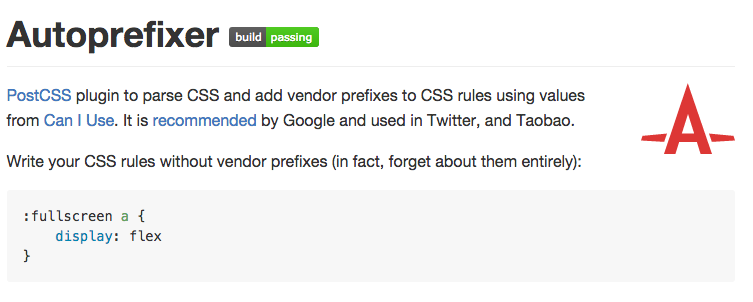 Autoprefixer build passing
PostCSS plugin to parse CSS and add vendor prefixes to CSS rules using values
from Can I Use. It is recommended by Google and used in Twitter, and Taobao.
Write your CSS rules without vendor prefixes (in fact, forget about them entirely):
:fullscreen a {
    display: flex
}